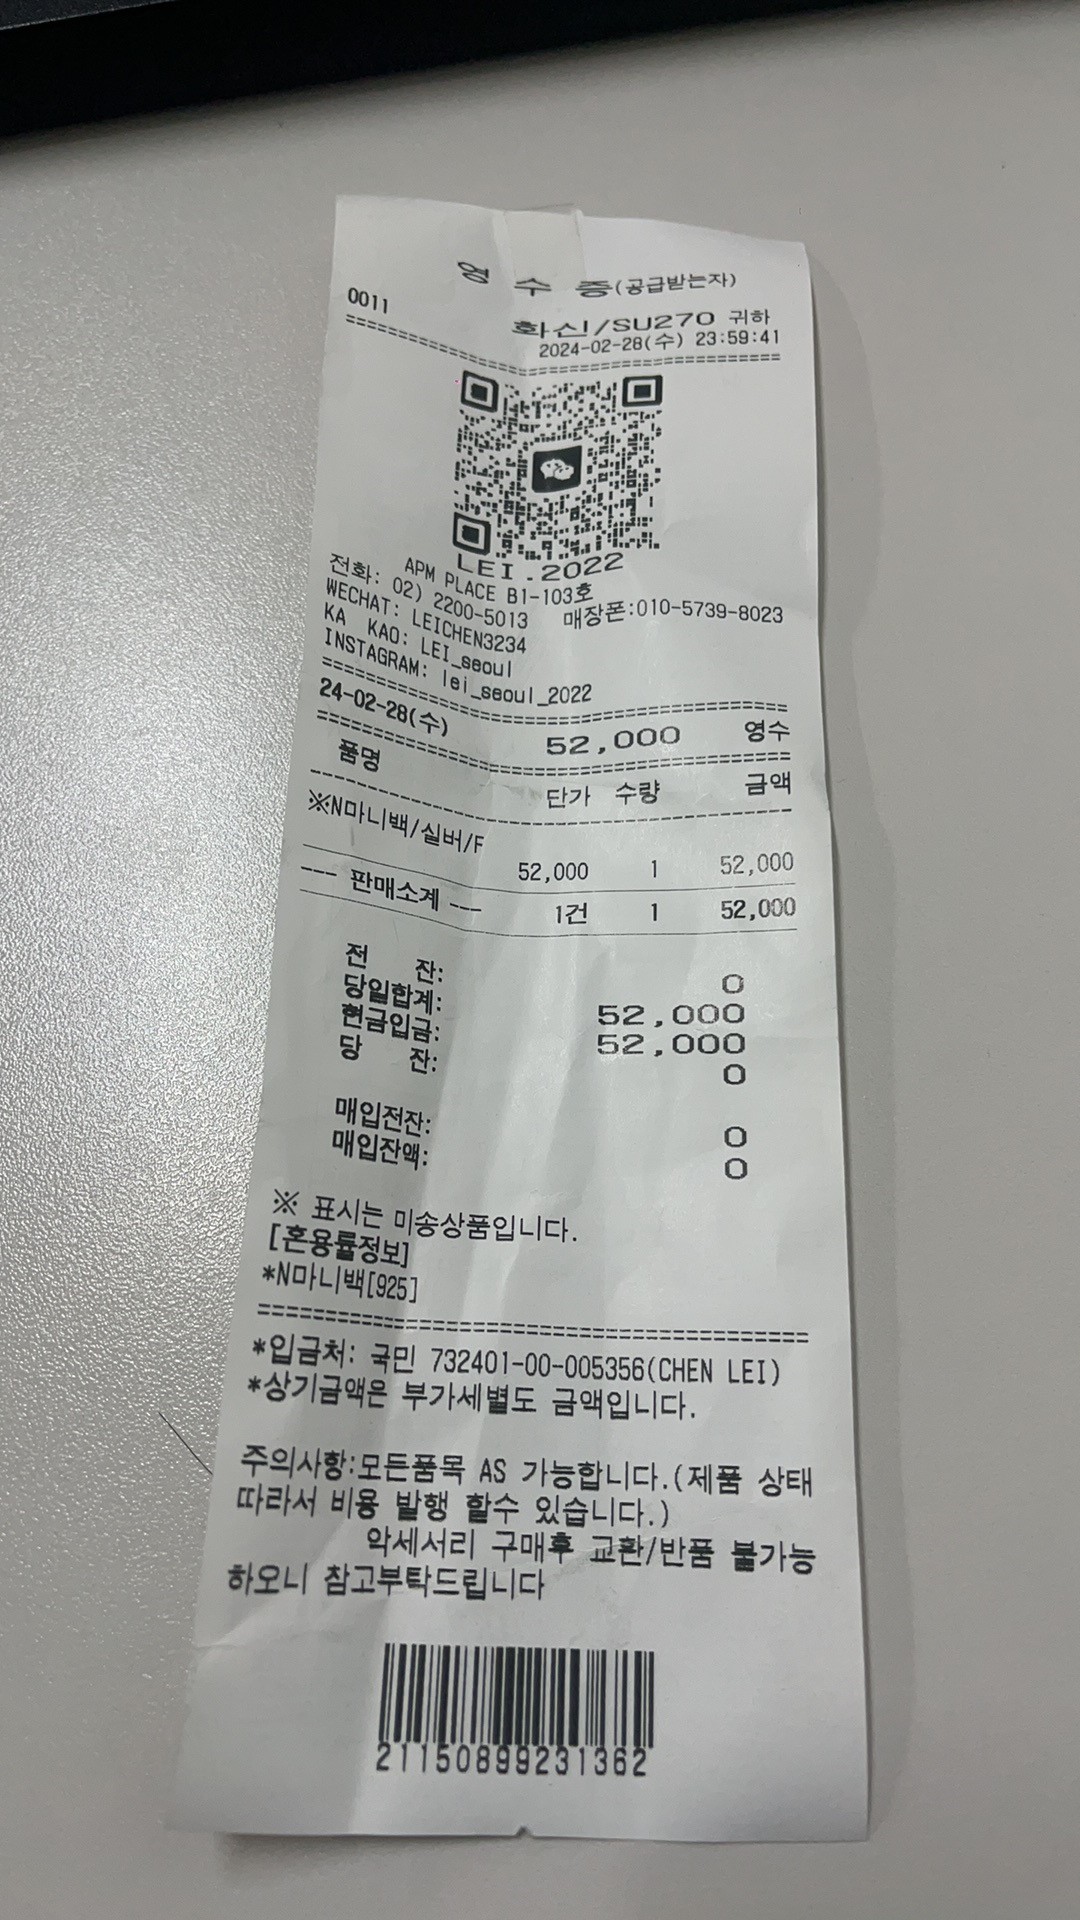 영 수 증(공급받는자)
0011
화신/SU270 귀하
2024-02-28(수) 23:59:41
LEI.2022
APM PLACE B1-103호
전화: 02) 2200-5013 매장폰:010-5739-8023
WECHAT: LEICHEN3234
KA KAO: LEI_seoul
INSTAGRAM: lei_seoul_2022
24-02-28(수) 52,000 영수
품명 단가 수량 금액
※N마니백/실버/F
52,000 1 52,000
--- 판매소계 --- 1건 1 52,000
전 잔: 0
당일합계: 52,000
현금입금: 52,000
당 잔: 0
매입전잔: 0
매입잔액: 0
※ 표시는 미송상품입니다.
[혼용률정보]
*N마니백[925]
*입금처: 국민 732401-00-005356(CHEN LEI)
*상기금액은 부가세별도 금액입니다.
주의사항:모든품목 AS 가능합니다.(제품 상태
따라서 비용 발행 할수 있습니다.)
악세서리 구매후 교환/반품 불가능
하오니 참고부탁드립니다
21150899231362